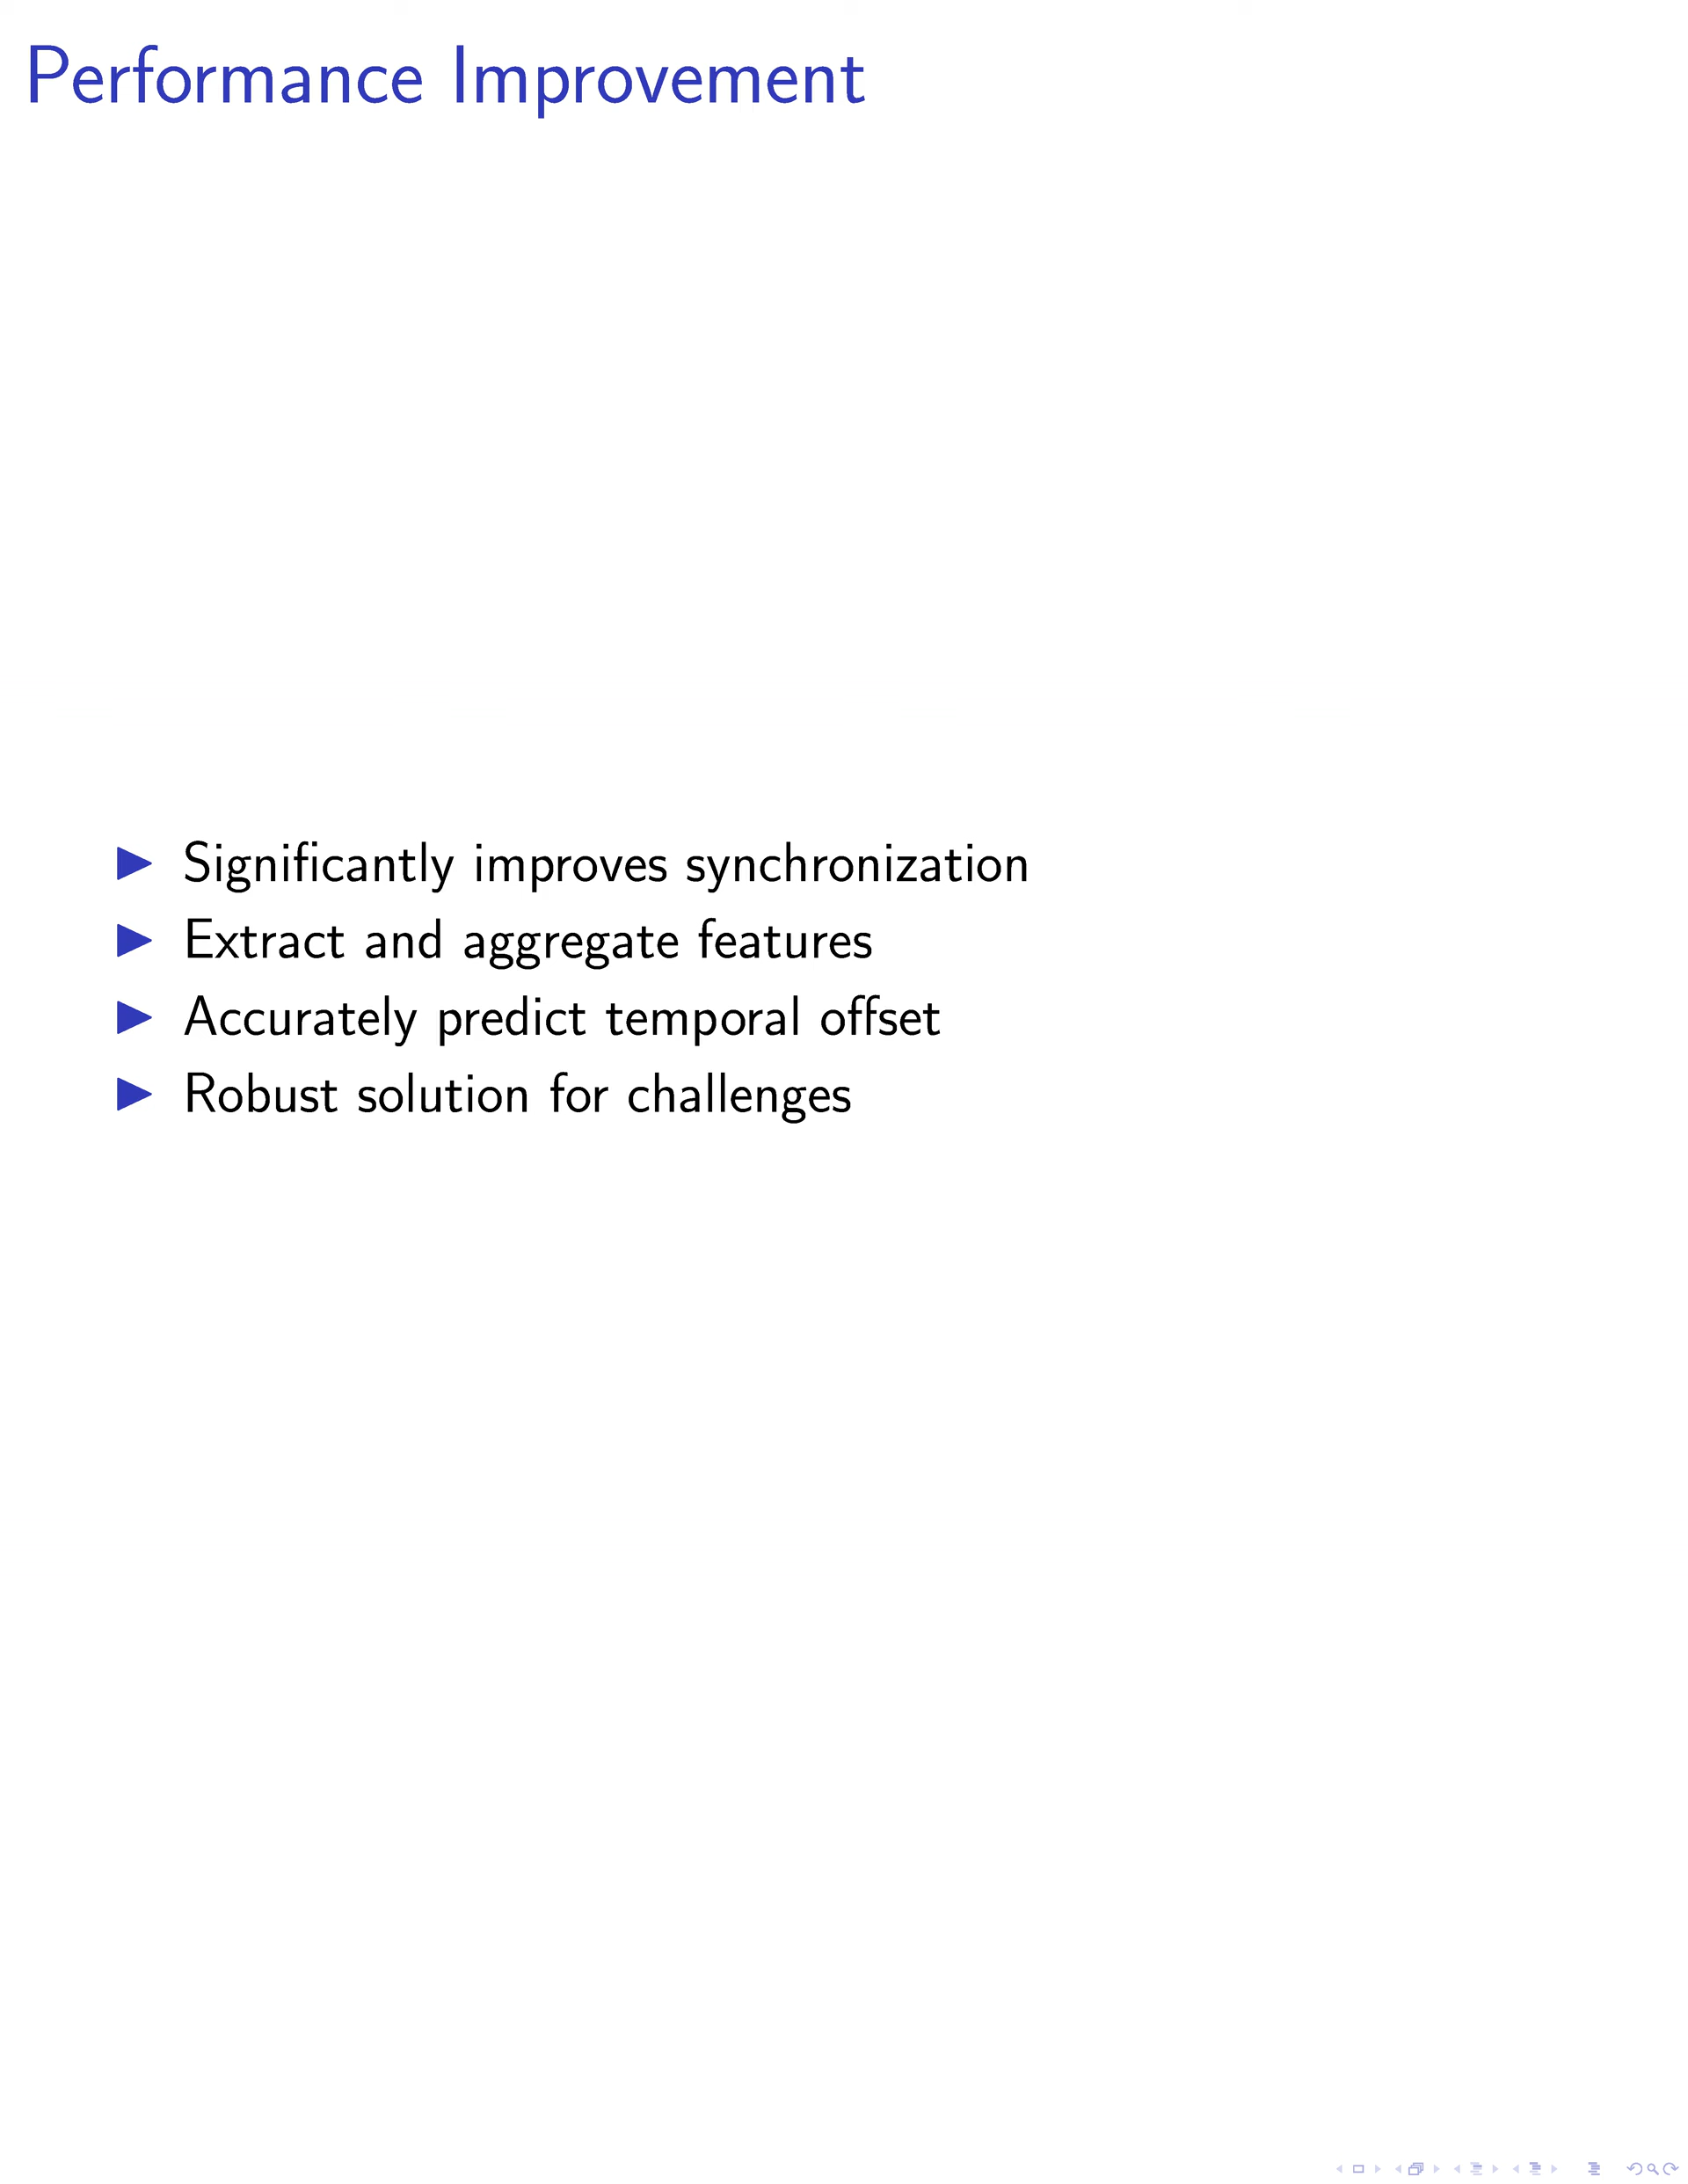 Performance Improvement
Significantly improves synchronization
Extract and aggregate features
Accurately predict temporal offset
Robust solution for challenges